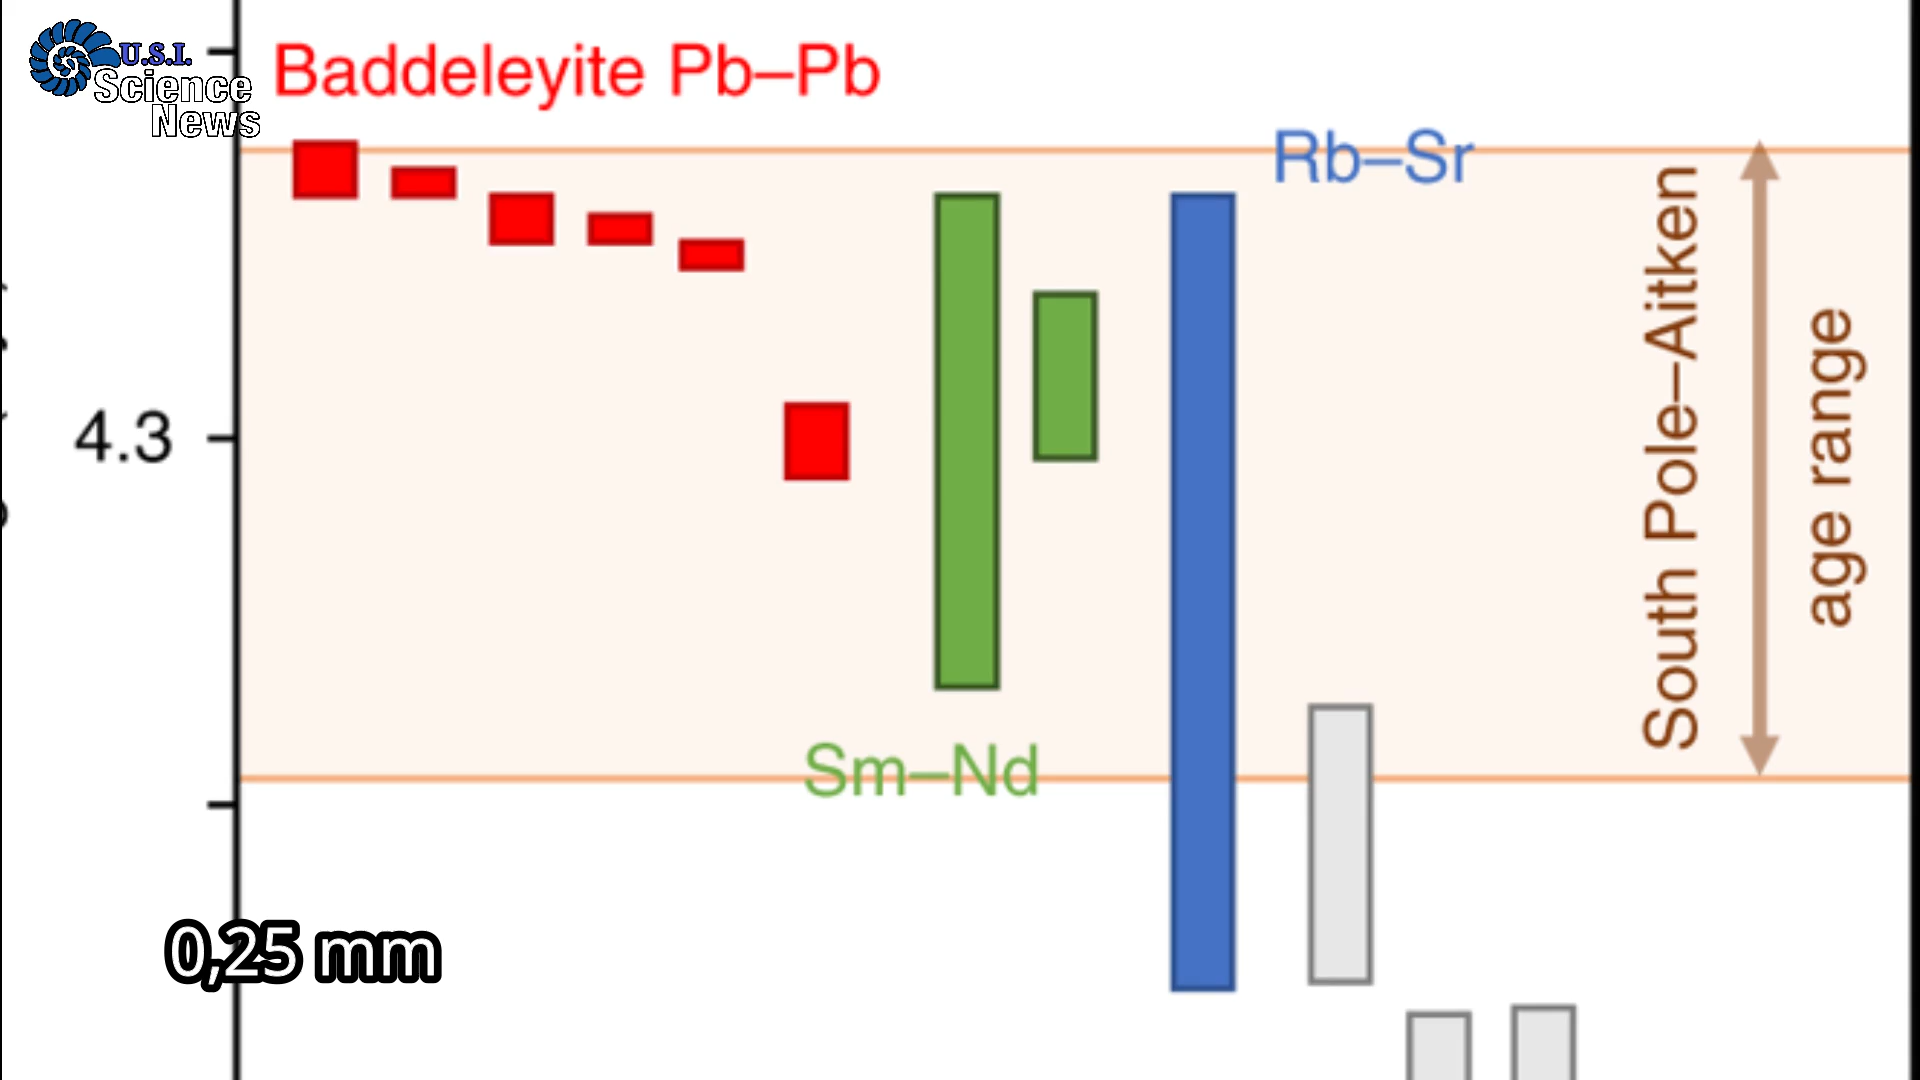 U.S.I.
Science
News
Baddeleyite Pb–Pb
Rb–Sr
4.3
South Pole–Aitken
age range
Sm–Nd
0,25 mm